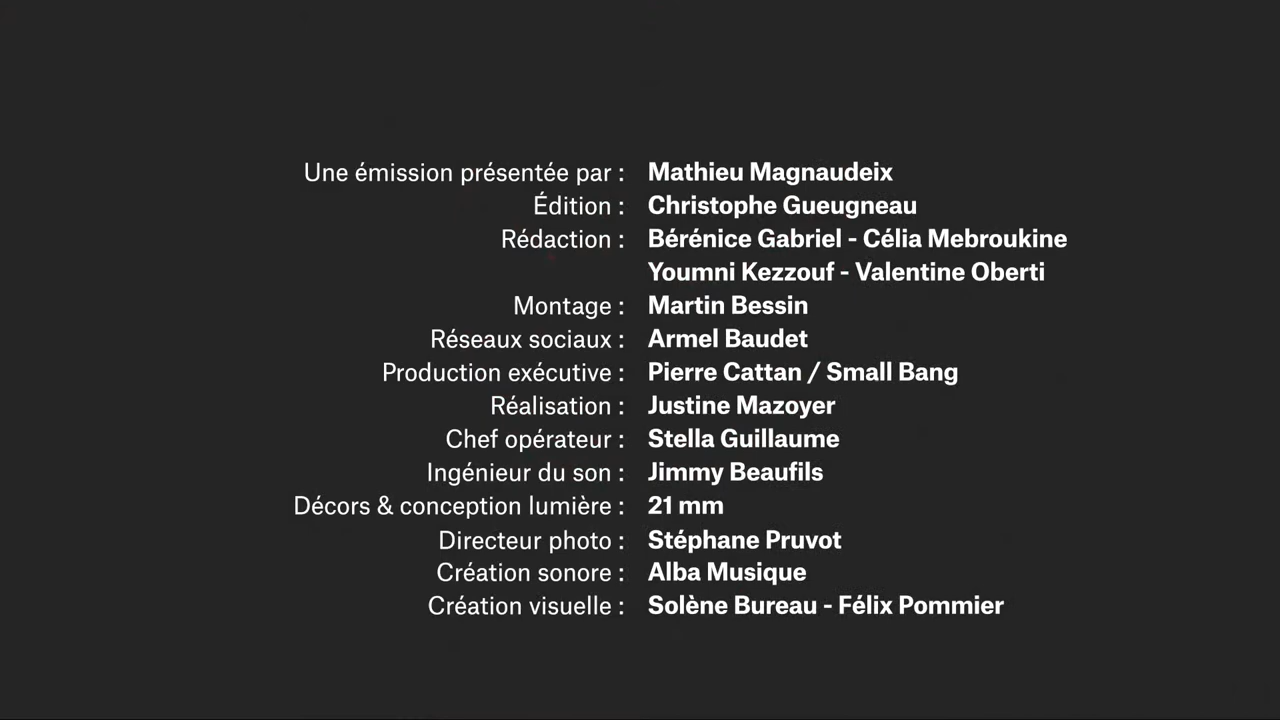 Une émission présentée par : Mathieu Magnaudeix
Édition : Christophe Gueugneau
Rédaction : Bérénice Gabriel - Célia Mebroukine
Youmni Kezzouf - Valentine Oberti
Montage : Martin Bessin
Réseaux sociaux : Armel Baudet
Production exécutive : Pierre Cattan / Small Bang
Réalisation : Justine Mazoyer
Chef opérateur : Stella Guillaume
Ingénieur du son : Jimmy Beaufils
Décors & conception lumière : 21 mm
Directeur photo : Stéphane Pruvot
Création sonore : Alba Musique
Création visuelle : Solène Bureau - Félix Pommier